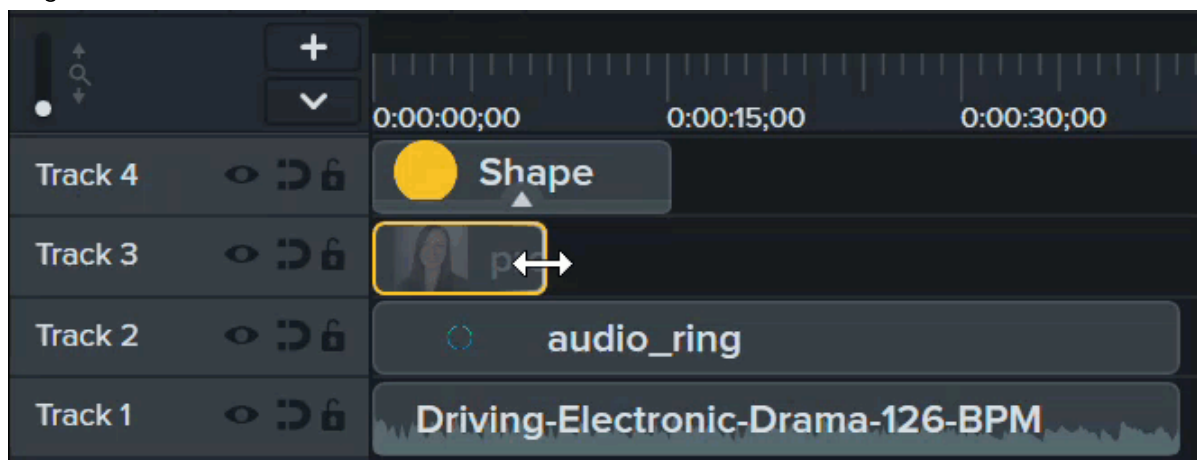 0:00:00;00 0:00:15;00 0:00:30;00
Track 4 Shape
Track 3
Track 2 audio_ring
Track 1 Driving-Electronic-Drama-126-BPM